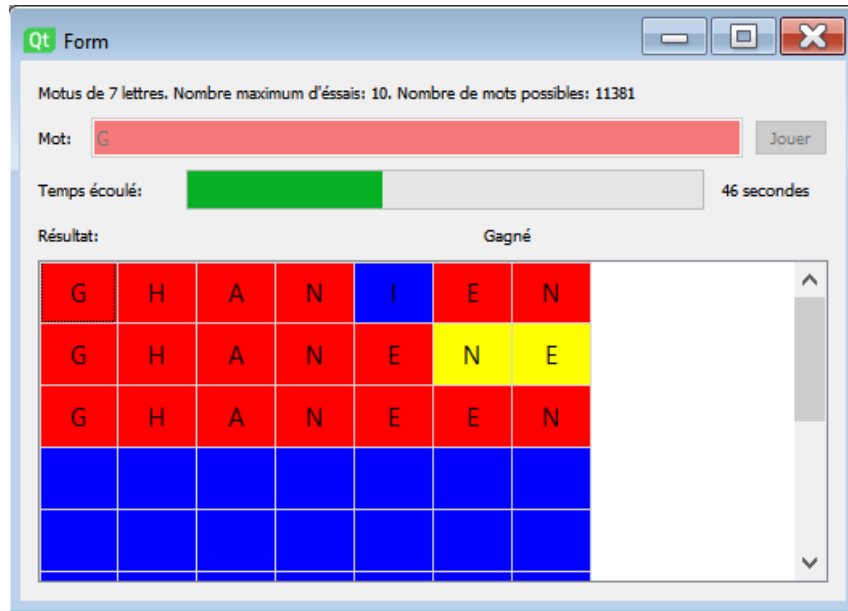 Qt Form
Motus de 7 lettres. Nombre maximum d'éssais: 10. Nombre de mots possibles: 11381
Mot: G Jouer
Temps écoulé: 46 secondes
Résultat: Gagné
G H A N I E N
G H A N E N E
G H A N E E N